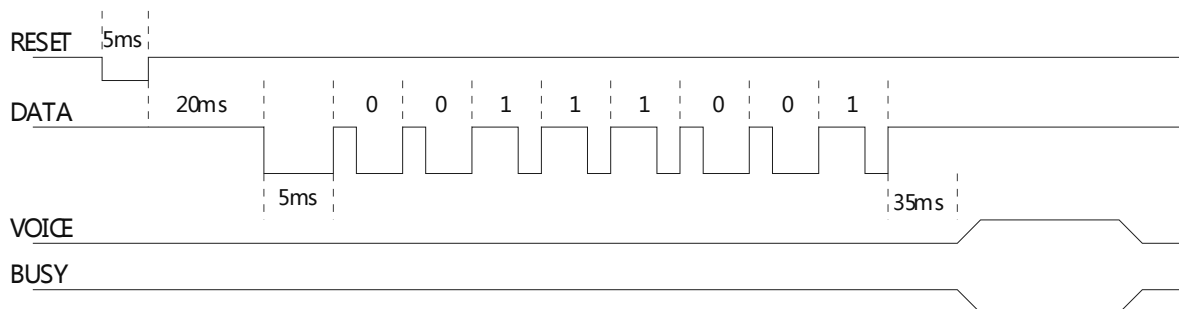 RESET 5ms
DATA 20ms 0 0 1 1 1 0 0 1
5ms 35ms
VOICE
BUSY